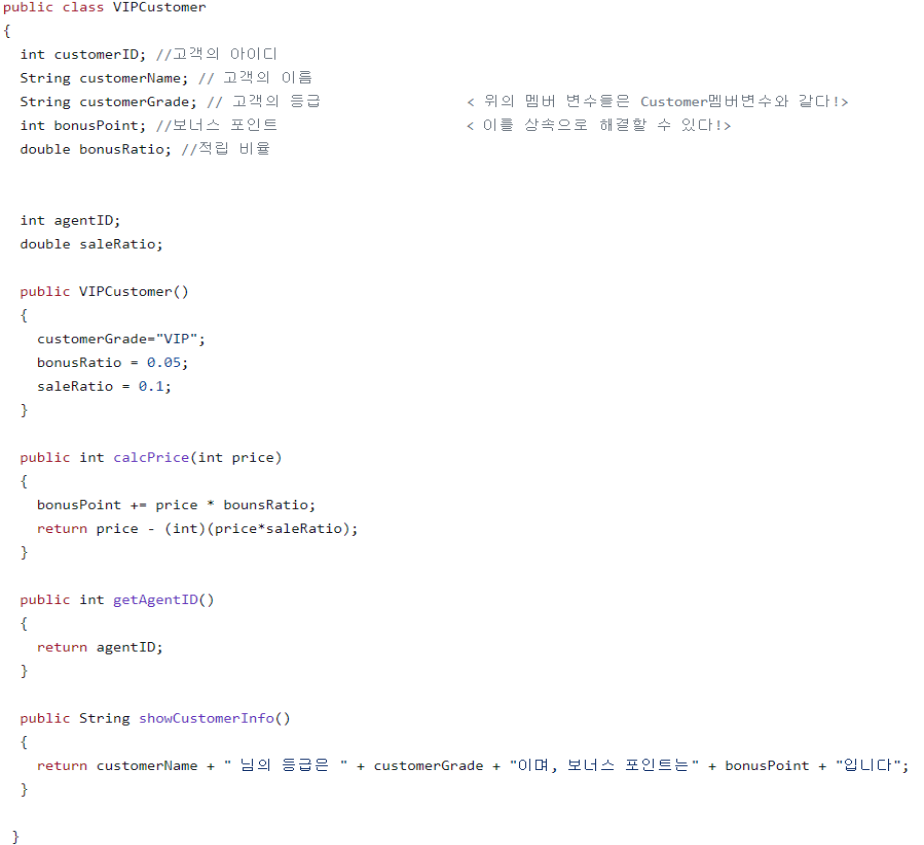 public class VIPCustomer
{
int customerID; //고객의 아이디
String customerName; // 고객의 이름
String customerGrade; // 고객의 등급 < 위의 멤버 변수들은 Customer멤버변수와 같다!>
int bonusPoint; //보너스 포인트 < 이를 상속으로 해결할 수 있다!>
double bonusRatio; //적립 비율
int agentID;
double saleRatio;
public VIPCustomer()
{
customerGrade="VIP";
bonusRatio = 0.05;
saleRatio = 0.1;
}
public int calcPrice(int price)
{
bonusPoint += price * bounsRatio;
return price - (int)(price*saleRatio);
}
public int getAgentID()
{
return agentID;
}
public String showCustomerInfo()
{
return customerName + " 님의 등급은 " + customerGrade + "이며, 보너스 포인트는" + bonusPoint + "입니다";
}
}